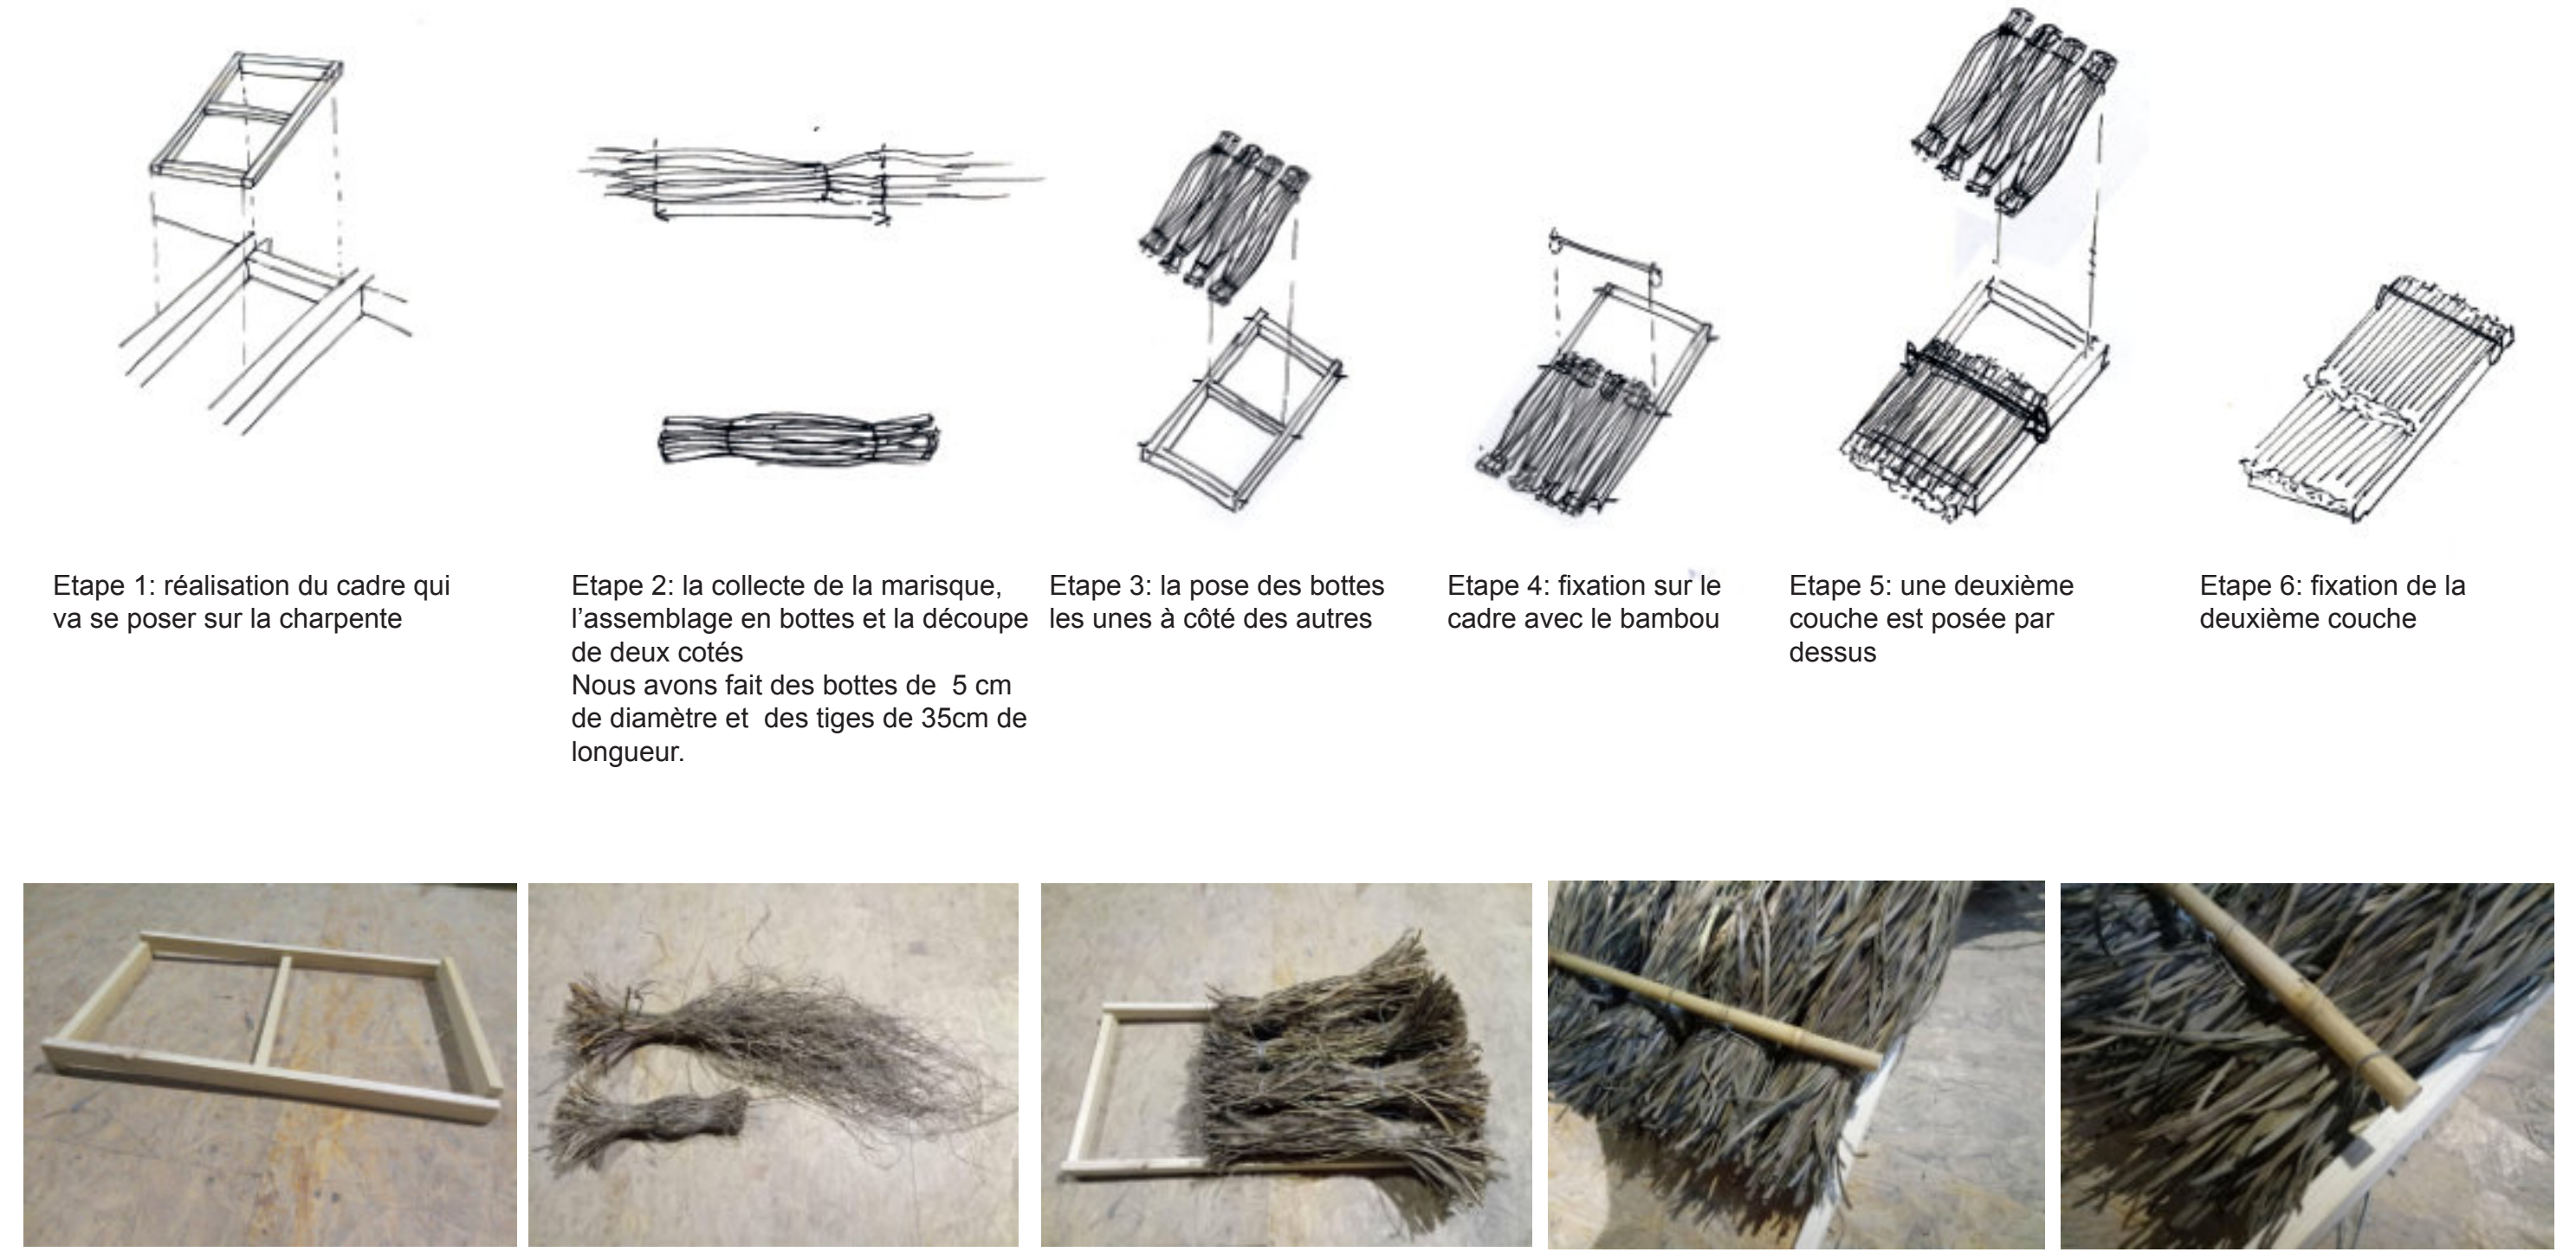 Etape 1: réalisation du cadre qui
va se poser sur la charpente
Etape 2: la collecte de la marisque,
l’assemblage en bottes et la découpe
de deux cotés
Nous avons fait des bottes de  5 cm
de diamètre et  des tiges de 35cm de
longueur.
Etape 3: la pose des bottes
les unes à côté des autres
Etape 4: fixation sur le
cadre avec le bambou
Etape 5: une deuxième
couche est posée par
dessus
Etape 6: fixation de la
deuxième couche